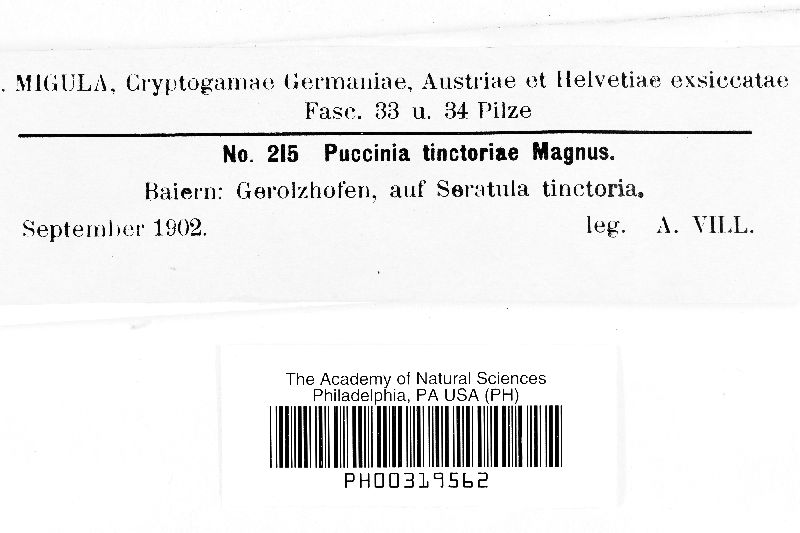 . MIGULA, Cryptogamae Germaniae, Austriae et Helvetiae exsiccatae
Fasc. 33 u. 34 Pilze
No. 215 Puccinia tinctoriae Magnus.
Baiern: Gerolzhofen, auf Seratula tinctoria.
September 1902. leg. A. VILL.
The Academy of Natural Sciences
Philadelphia, PA USA (PH)
PH00319562